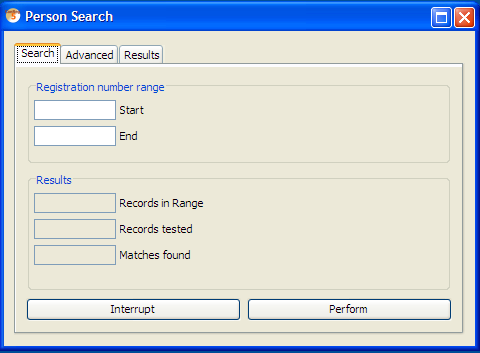 Person Search
Search Advanced Results
Registration number range
Start
End
Results
Records in Range
Records tested
Matches found
Interrupt Perform